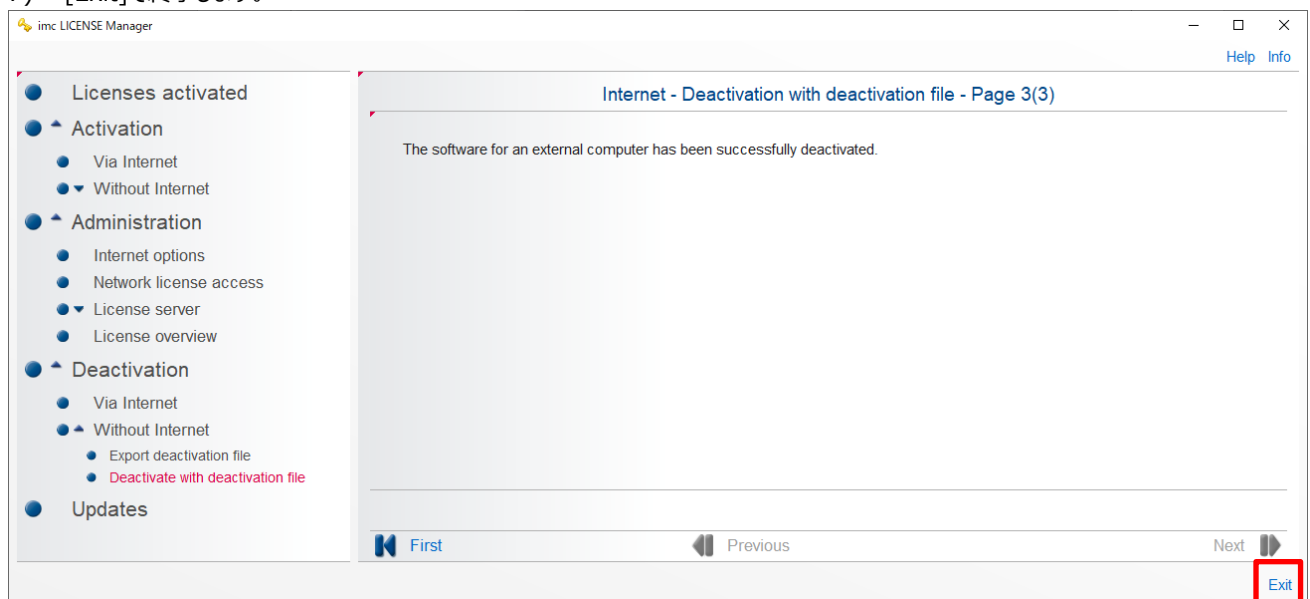 [Exit]
imc LICENSE Manager
Help Info
Licenses activated
Activation
Via Internet
Without Internet
Administration
Internet options
Network license access
License server
License overview
Deactivation
Via Internet
Without Internet
Export deactivation file
Deactivate with deactivation file
Updates
Internet - Deactivation with deactivation file - Page 3(3)
The software for an external computer has been successfully deactivated.
First
Previous
Next
Exit